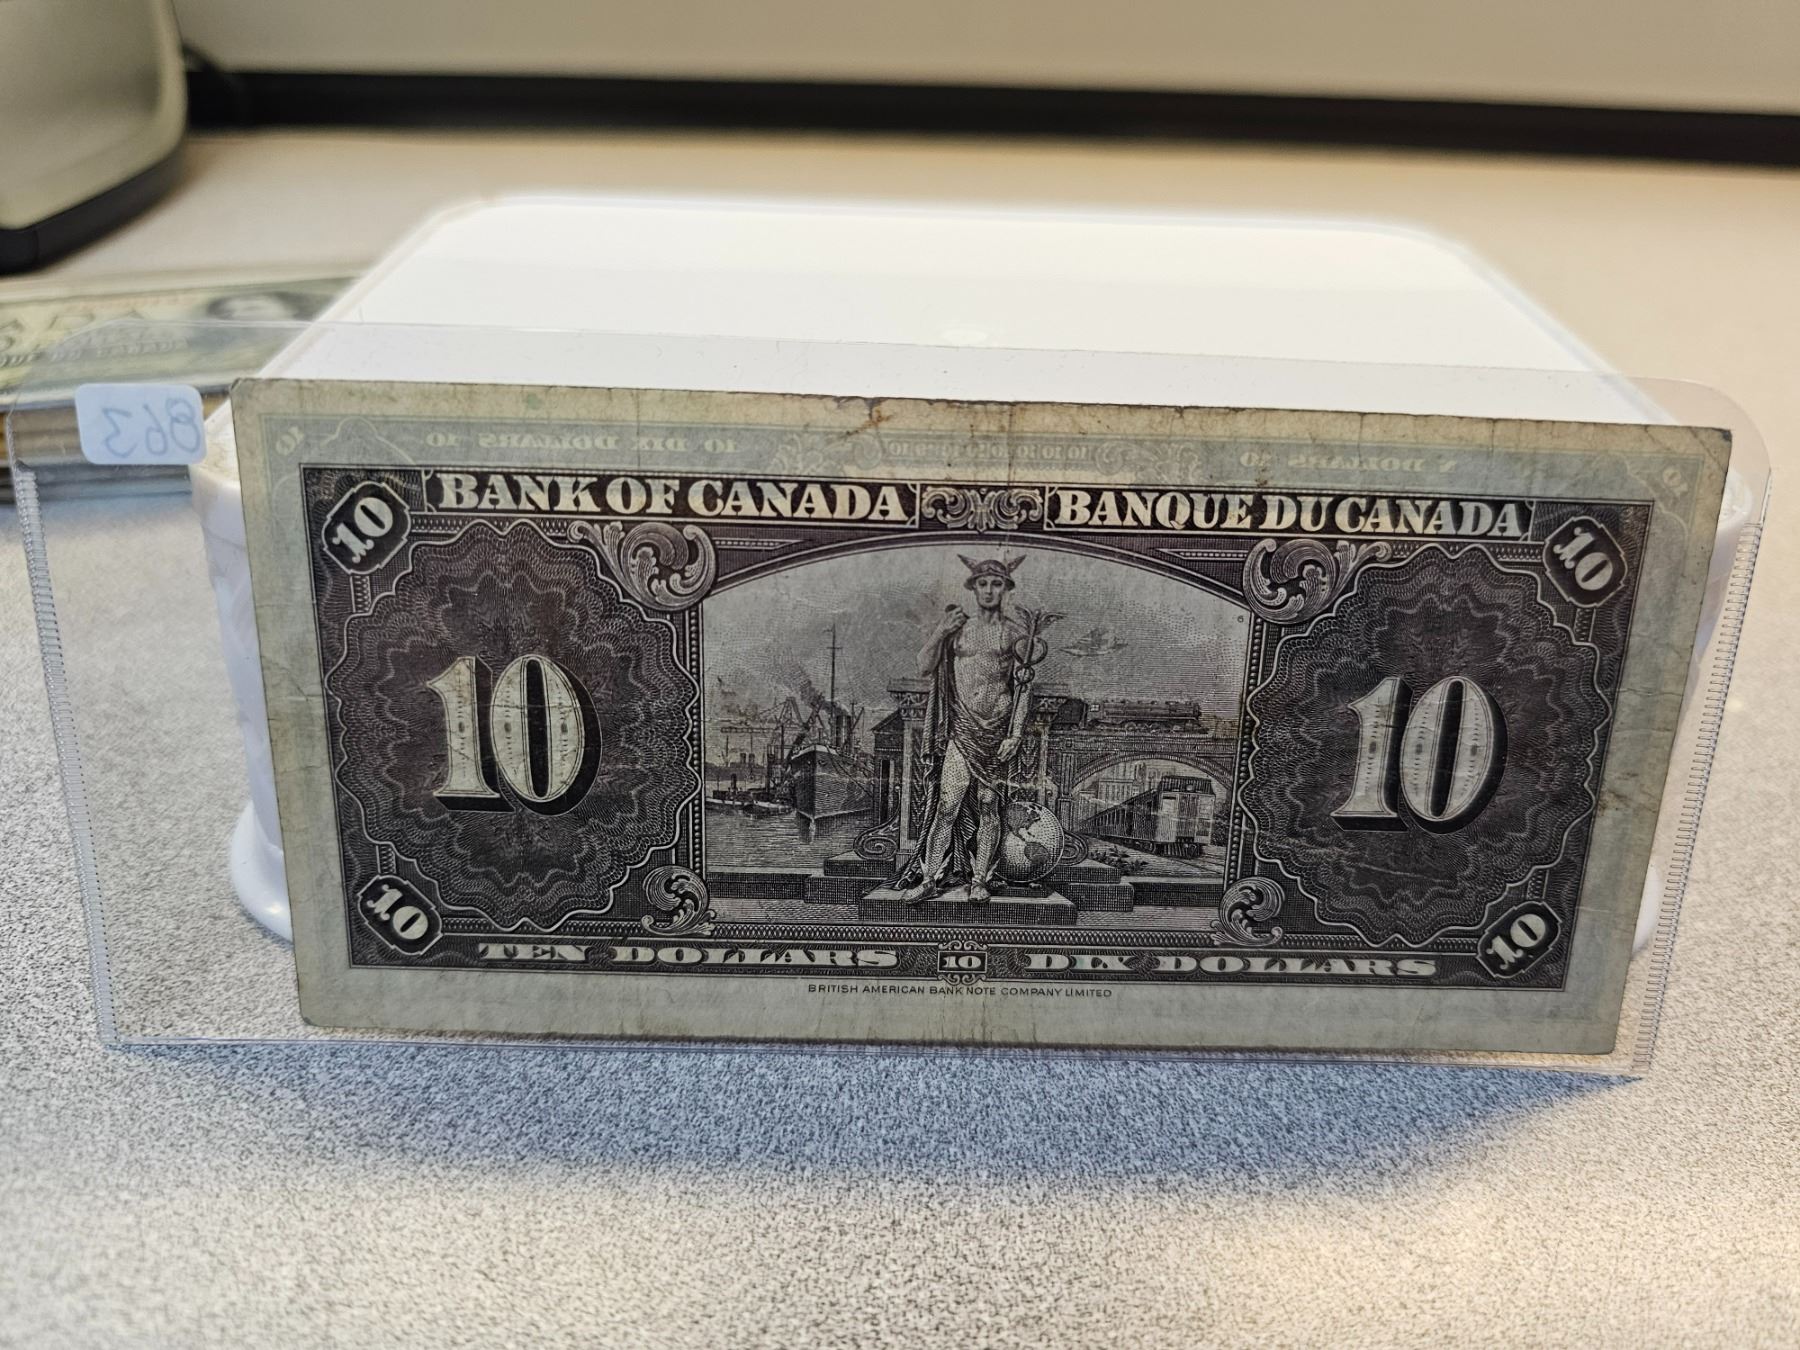 863
10 BANK OF CANADA BANQUE DU CANADA 10
10 10
6
10 TEN DOLLARS 10 DIX DOLLARS 10
BRITISH AMERICAN BANK NOTE COMPANY LIMITED